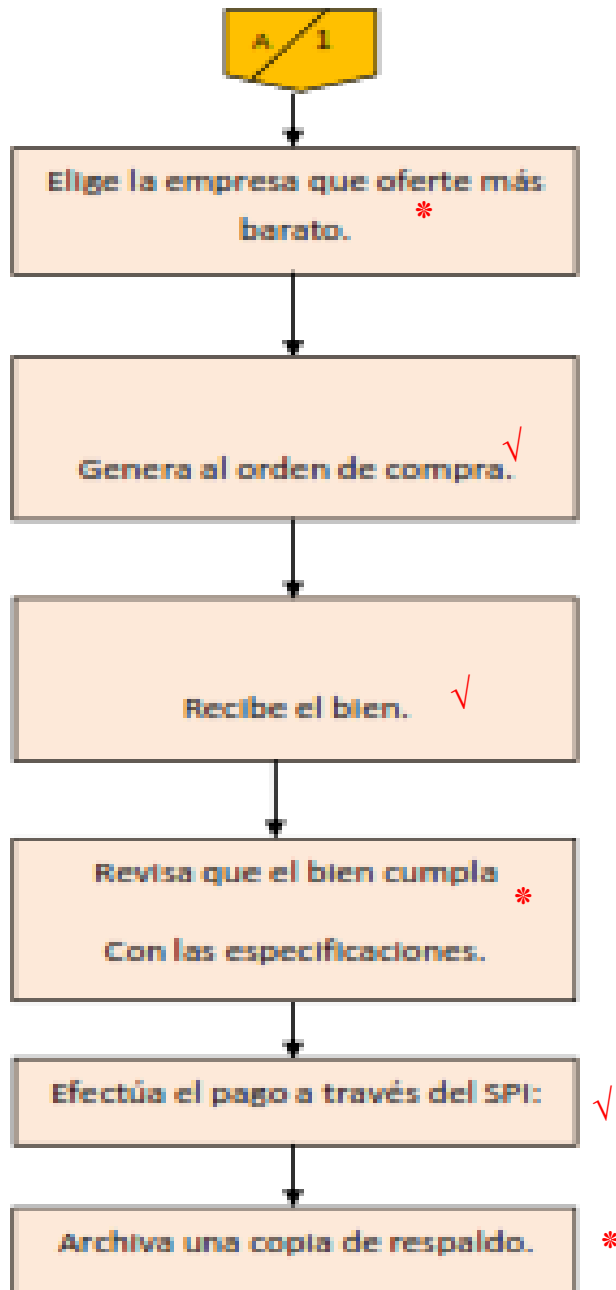 A 1
Elige la empresa que oferte más
barato. *
Genera al orden de compra. √
Recibe el bien. √
Revisa que el bien cumpla
*
Con las especificaciones.
Efectúa el pago a través del SPI: √
Archiva una copia de respaldo. *